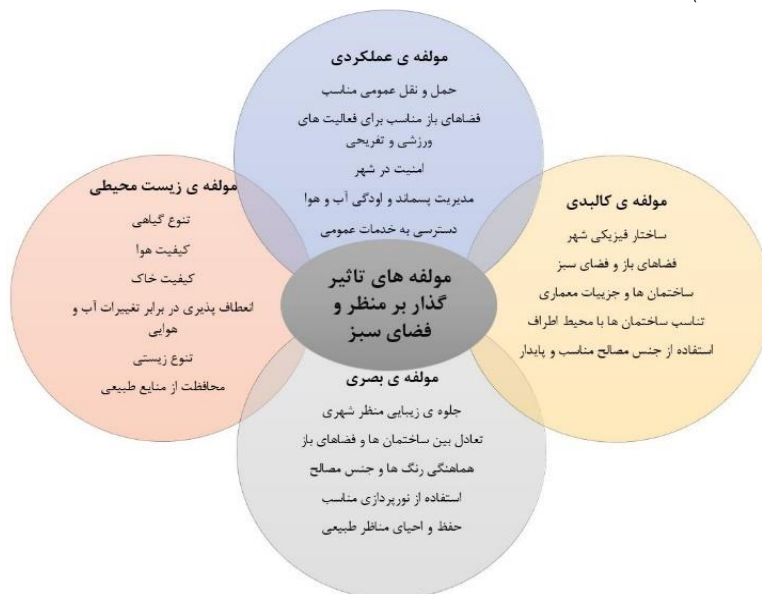 مولفه ی عملکردی
حمل و نقل عمومی مناسب
فضاهای باز مناسب برای فعالیت های
ورزشی و تفریحی
امنیت در شهر
مدیریت پسماند و اودگی آب و هوا
دسترسی به خدمات عمومی
مولفه ی کالبدی
ساختار فیزیکی شهر
فضاهای باز و فضای سبز
ساختمان ها و جزییات معماری
تناسب ساختمان ها با محیط اطراف
استفاده از جنس مصالح مناسب و پایدار
مولفه ی زیست محیطی
تنوع گیاهی
کیفیت هوا
کیفیت خاک
انعطاف پذیری در برابر تغییرات آب و
هوایی
تنوع زیستی
محافظت از منابع طبیعی
مولفه های تاثیر
گذار بر منظر و
فضای سبز
مولفه ی بصری
جلوه ی زیبایی منظر شهری
تعادل بین ساختمان ها و فضاهای باز
هماهنگی رنگ ها و جنس مصالح
استفاده از نورپردازی مناسب
حفظ و احیای مناظر طبیعی